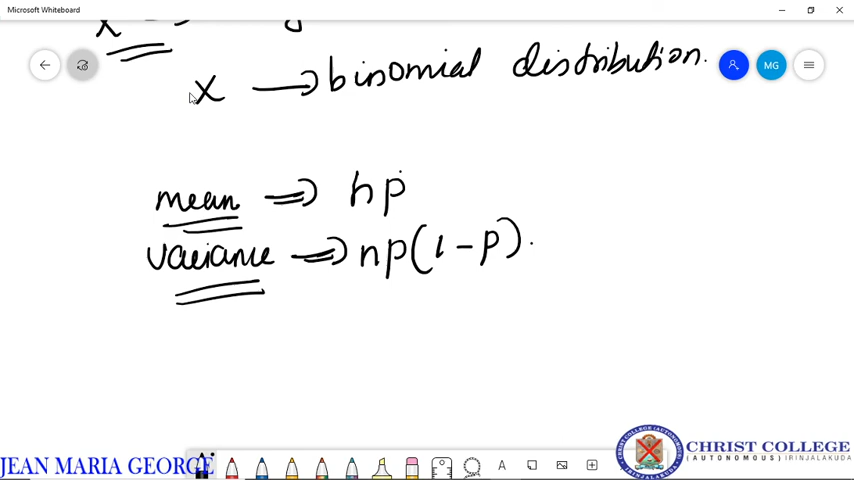 Microsoft Whiteboard
x
x → binomial distribution.
MG
mean ⇒ np
variance ⇒ np(1-p).
A
JEAN MARIA GEORGE
CHRIST COLLEGE
(AUTONOMOUS) IRINJALAKUDA